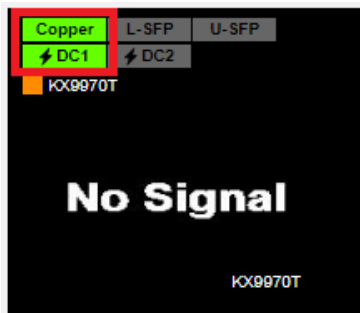 Copper L-SFP U-SFP
DC1 DC2
KX9970T
No Signal
KX9970T